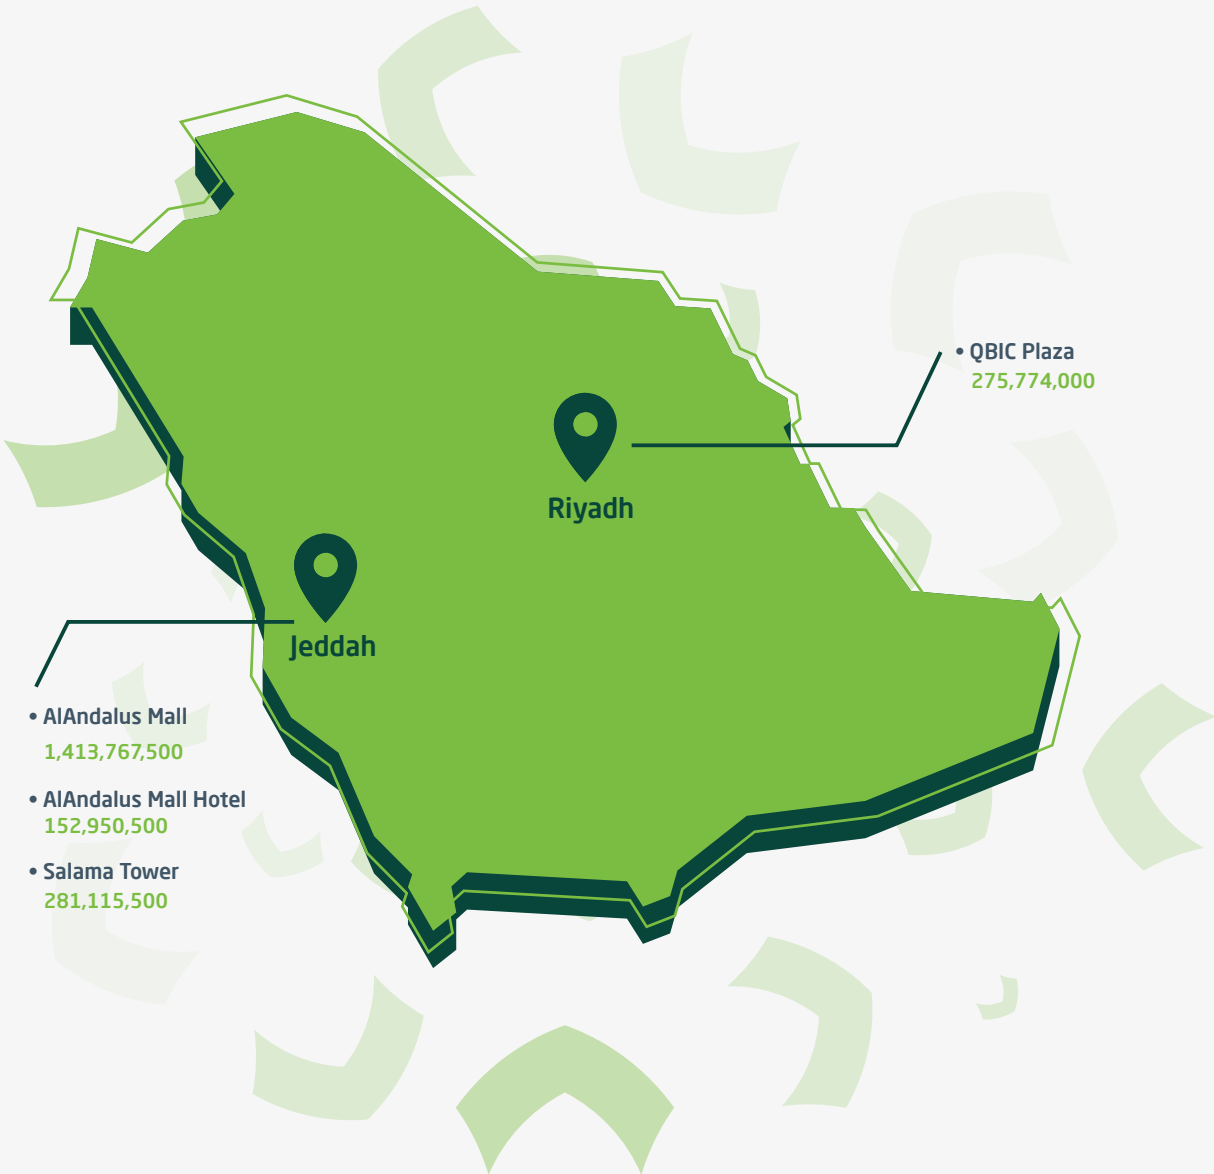 • QBIC Plaza
275,774,000
Riyadh
Jeddah
• AlAndalus Mall
1,413,767,500
• AlAndalus Mall Hotel
152,950,500
• Salama Tower
281,115,500